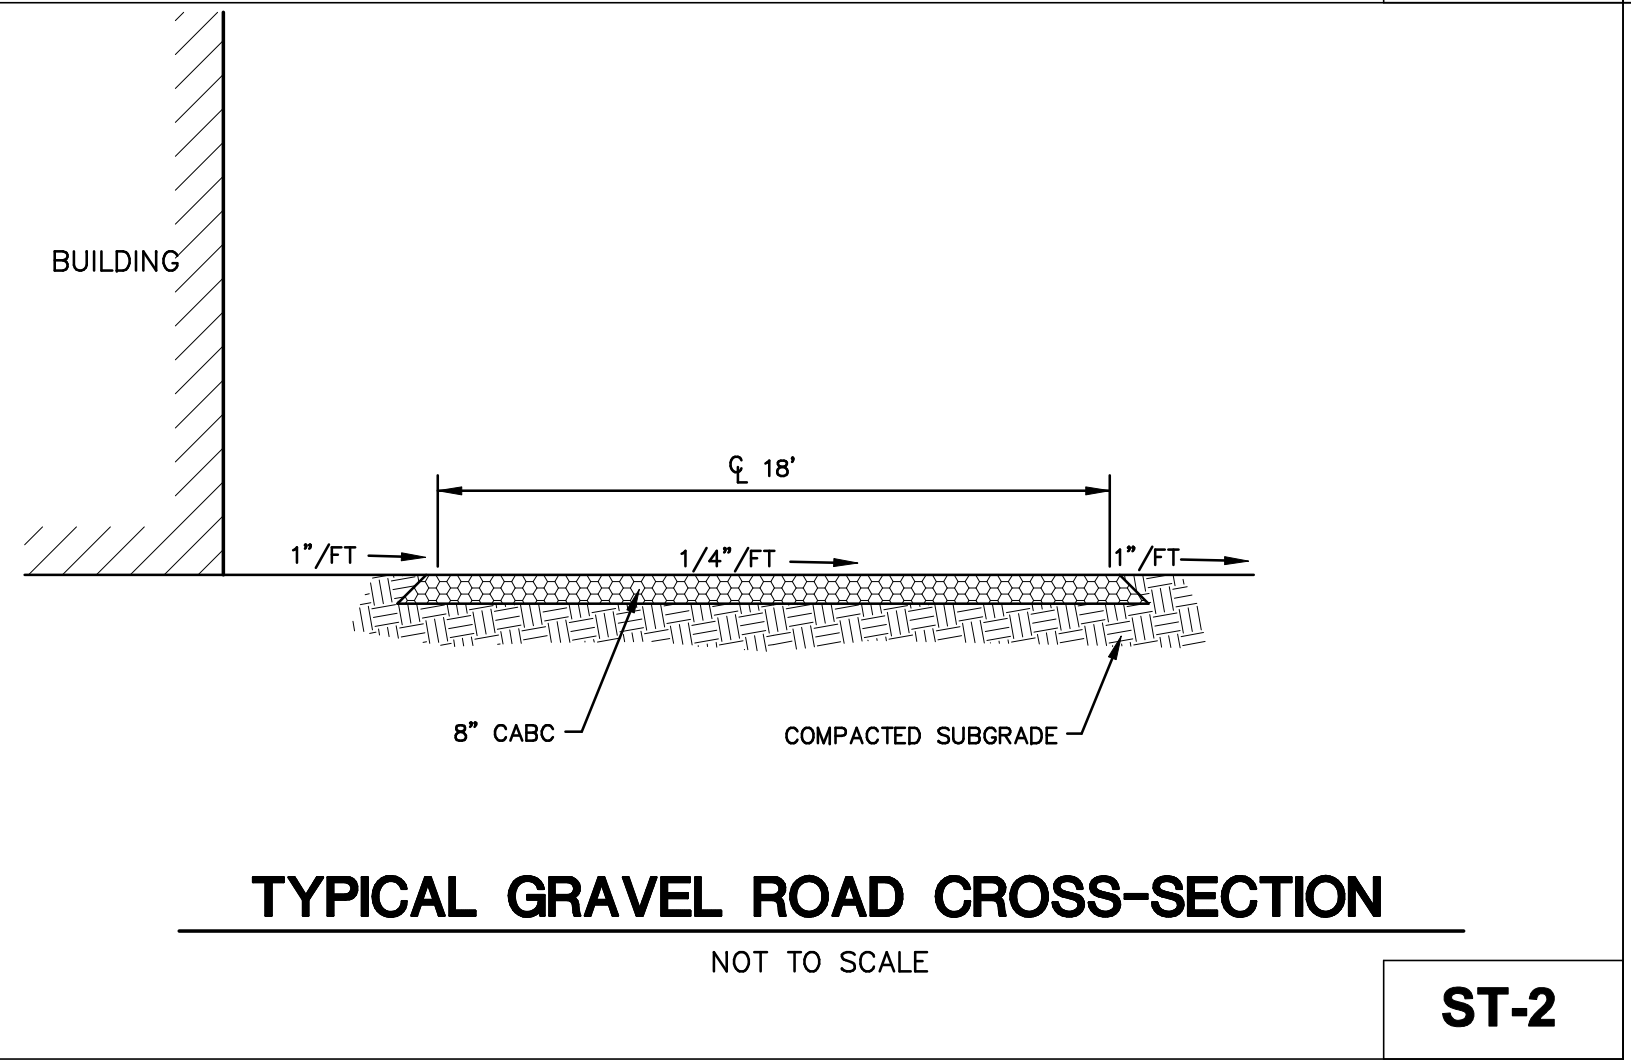 BUILDING
℄ 18'
1"/FT
1/4"/FT
1"/FT
8" CABC
COMPACTED SUBGRADE
TYPICAL GRAVEL ROAD CROSS-SECTION
NOT TO SCALE
ST-2